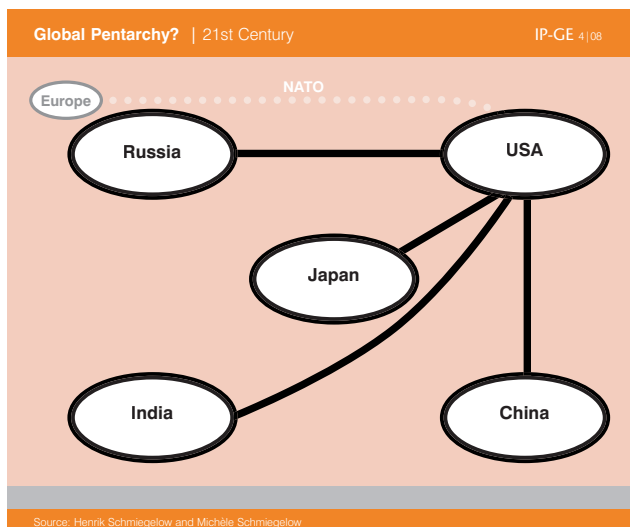 Global Pentarchy? | 21st Century
IP-GE 4|08
NATO
Europe
Russia
USA
Japan
India
China
Source: Henrik Schmiegelow and Michèle Schmiegelow